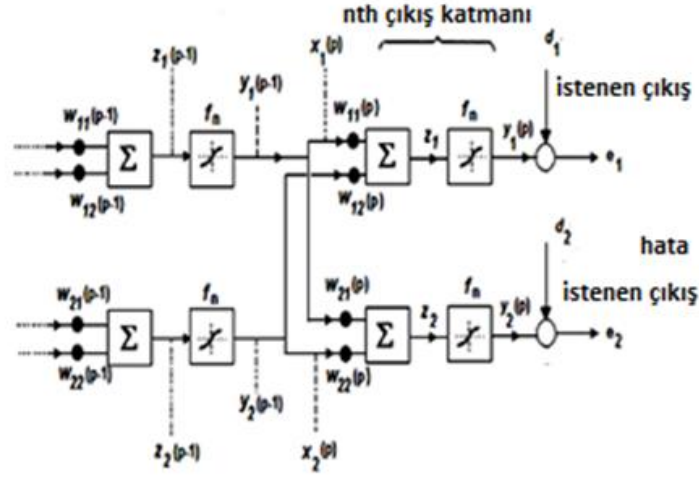 nth çıkış katmanı
z₁(p-1)
x₁(p)
d₁
y₁(p-1)
istenen çıkış
w₁₁(p-1)
fₙ
w₁₁(p)
fₙ
Σ
Σ
z₁
y₁(p)
e₁
w₁₂(p-1)
w₁₂(p)
d₂
hata
w₂₁(p-1)
fₙ
w₂₁(p)
fₙ
istenen çıkış
Σ
Σ
z₂
y₂(p)
e₂
w₂₂(p-1)
w₂₂(p)
y₂(p-1)
z₂(p-1)
x₂(p)